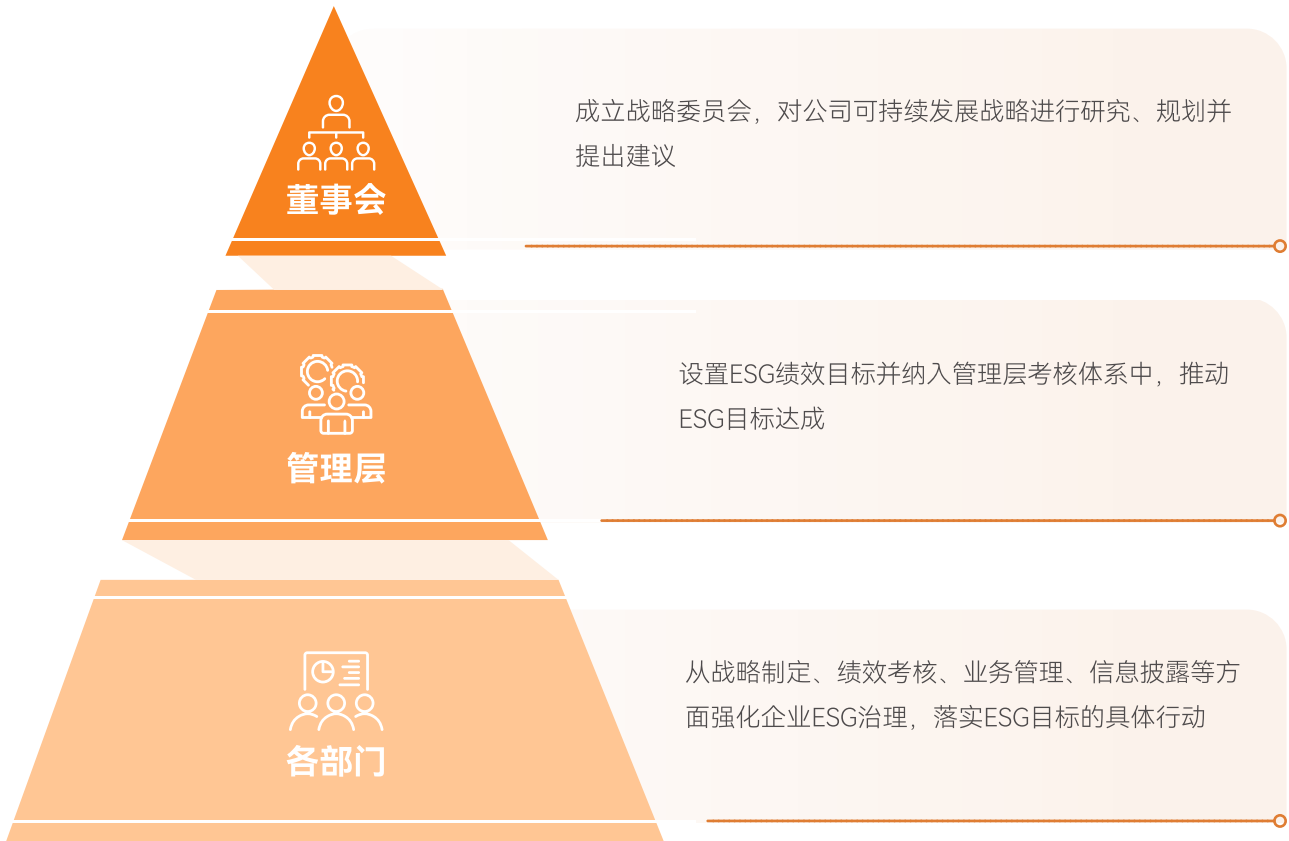 董事会
成立战略委员会，对公司可持续发展战略进行研究、规划并
提出建议
管理层
设置ESG绩效目标并纳入管理层考核体系中，推动
ESG目标达成
各部门
从战略制定、绩效考核、业务管理、信息披露等方
面强化企业ESG治理，落实ESG目标的具体行动